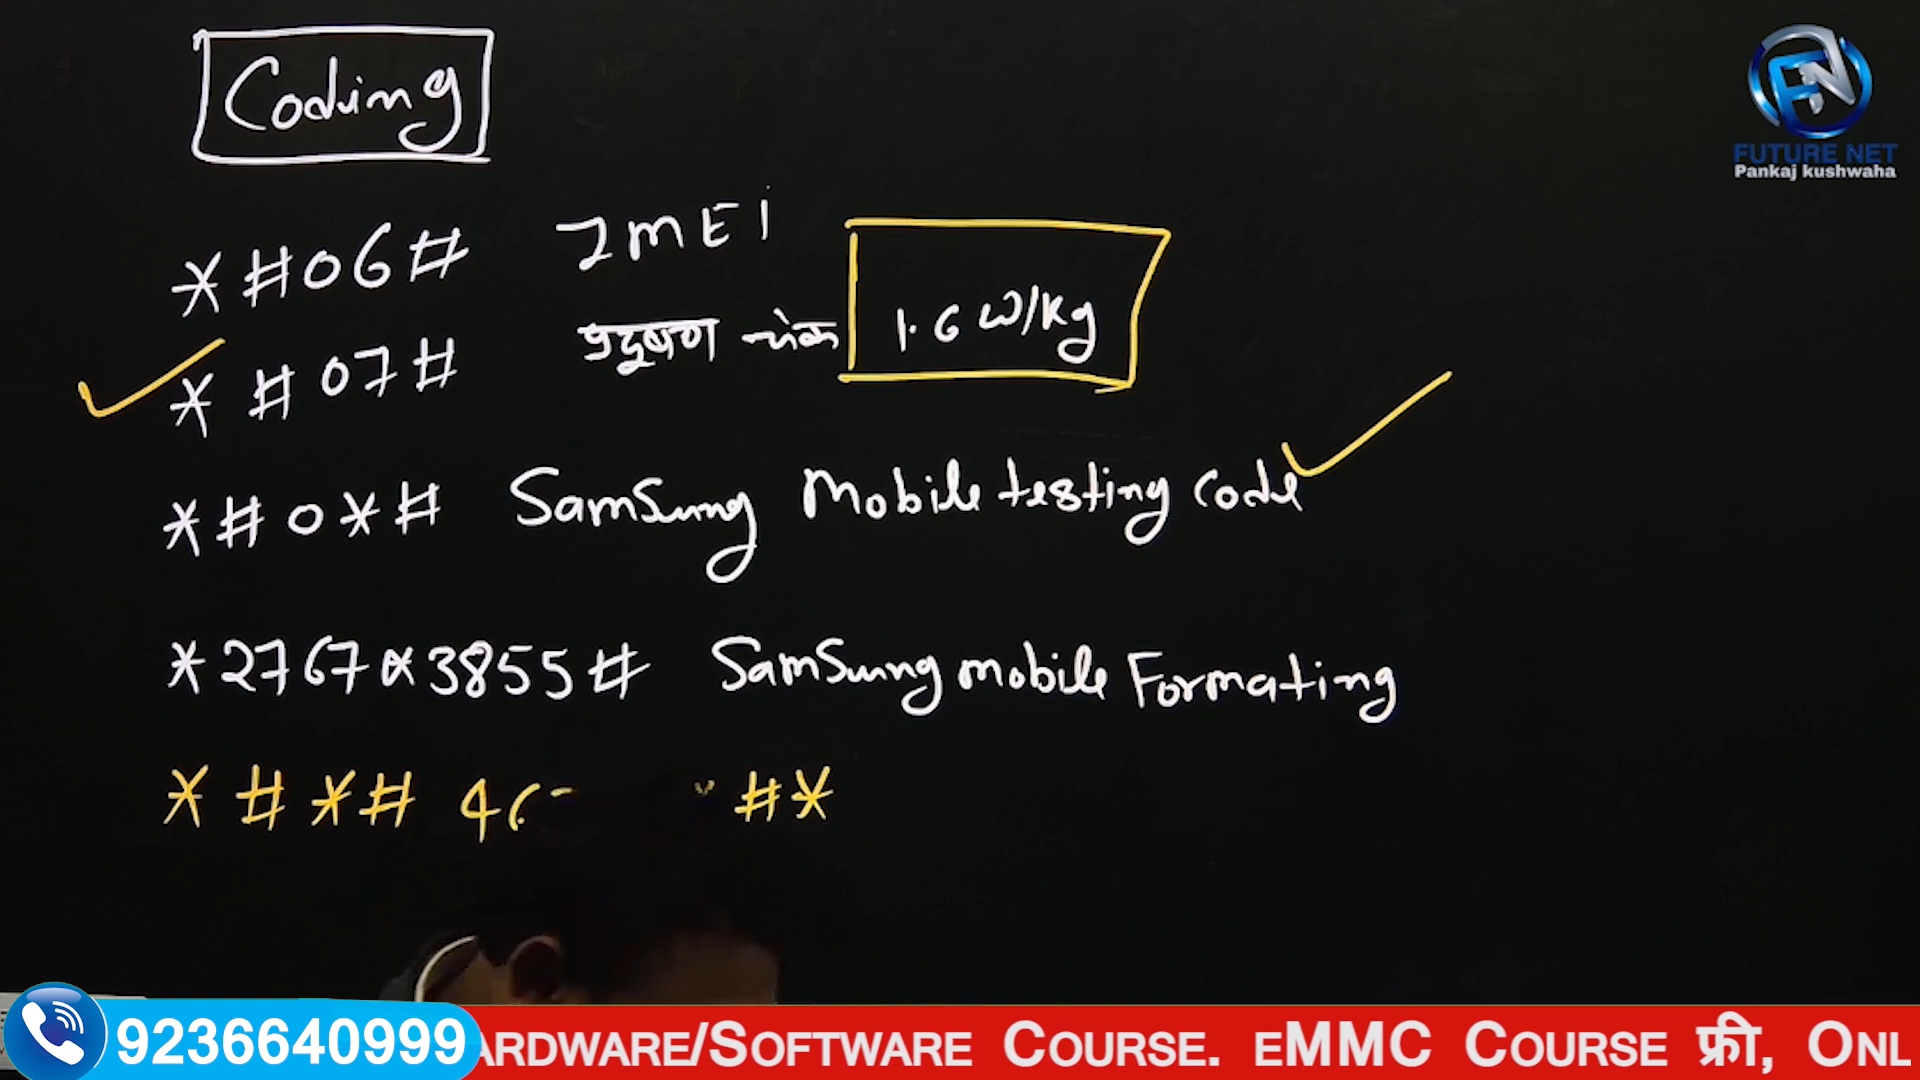 Coding
FUTURE NET
Pankaj kushwaha
*#06# IMEI
*#07# प्रदूषण चेक 1.6 W/Kg
*#0*# Samsung Mobile testing Code
*2767*3855# Samsung mobile Formating
*#*# 46 #*
9236640999
ARDWARE/SOFTWARE COURSE. EMMC COURSE फ्री, ONL